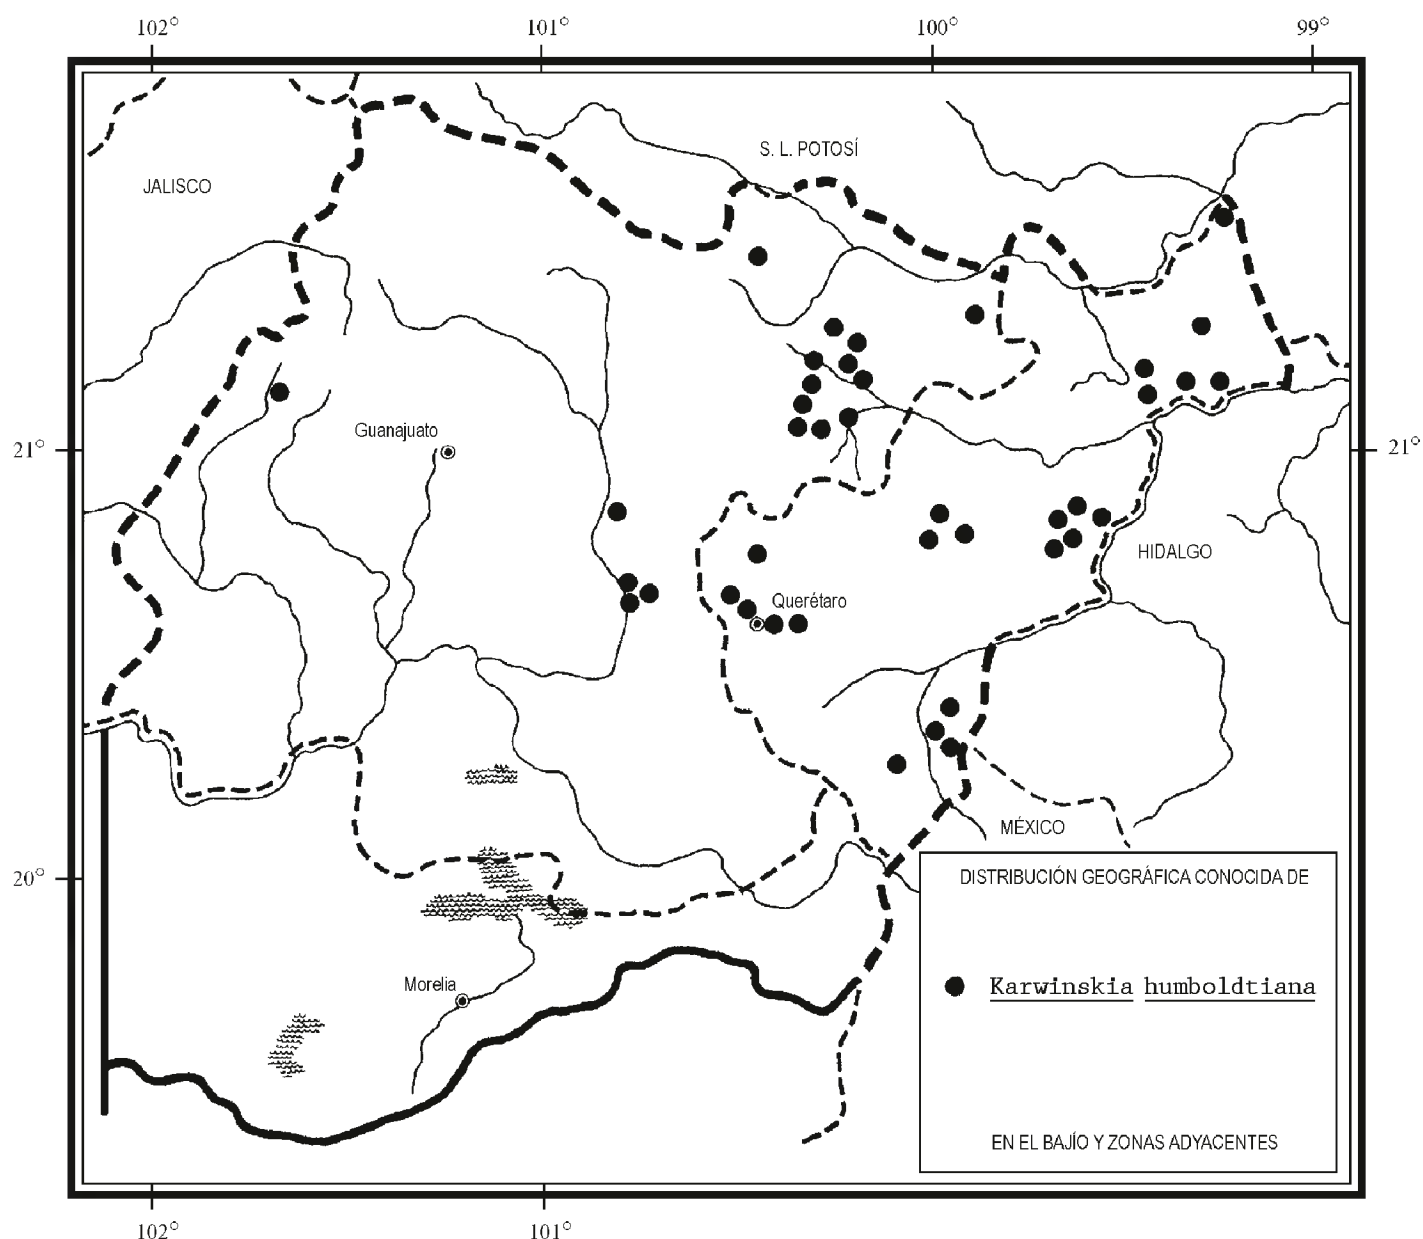 102° 101° 100° 99°
S. L. POTOSÍ
JALISCO
Guanajuato
21° 21°
HIDALGO
Querétaro
MÉXICO
20°
DISTRIBUCIÓN GEOGRÁFICA CONOCIDA DE
Morelia
Karwinskia humboldtiana
EN EL BAJÍO Y ZONAS ADYACENTES
102° 101°